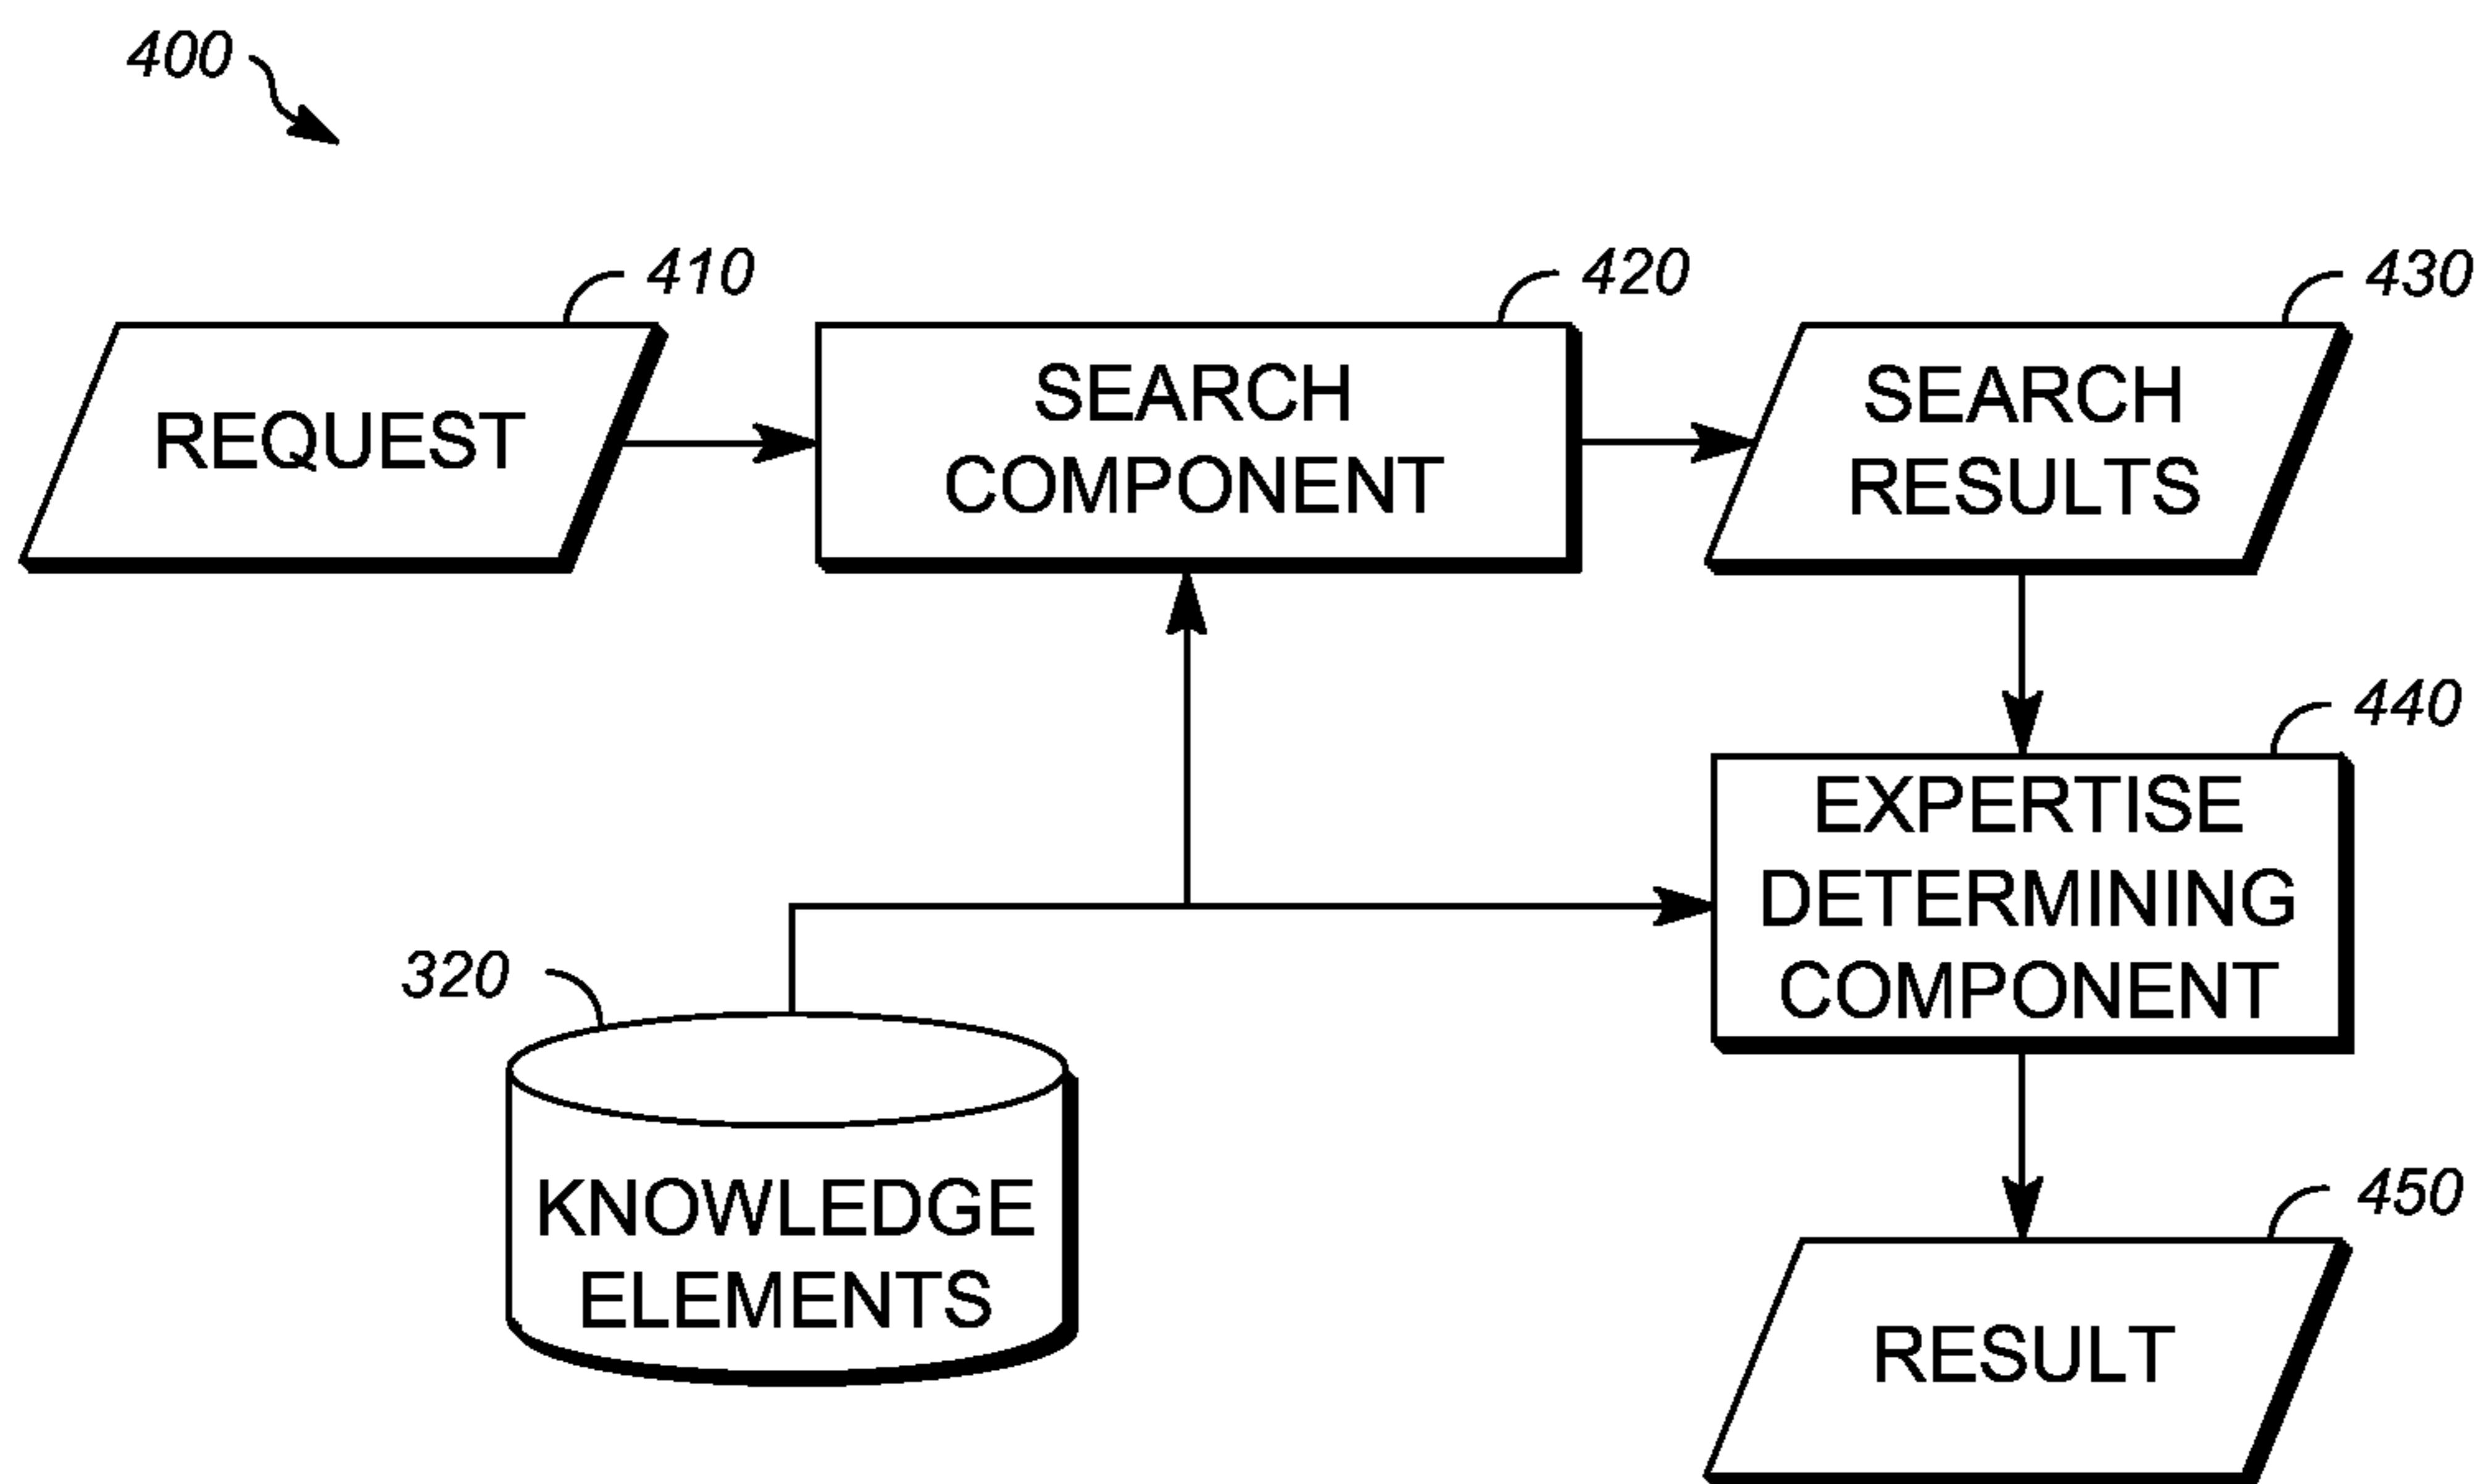 400
410
REQUEST
420
SEARCH
COMPONENT
430
SEARCH
RESULTS
440
EXPERTISE
DETERMINING
COMPONENT
320
KNOWLEDGE
ELEMENTS
450
RESULT